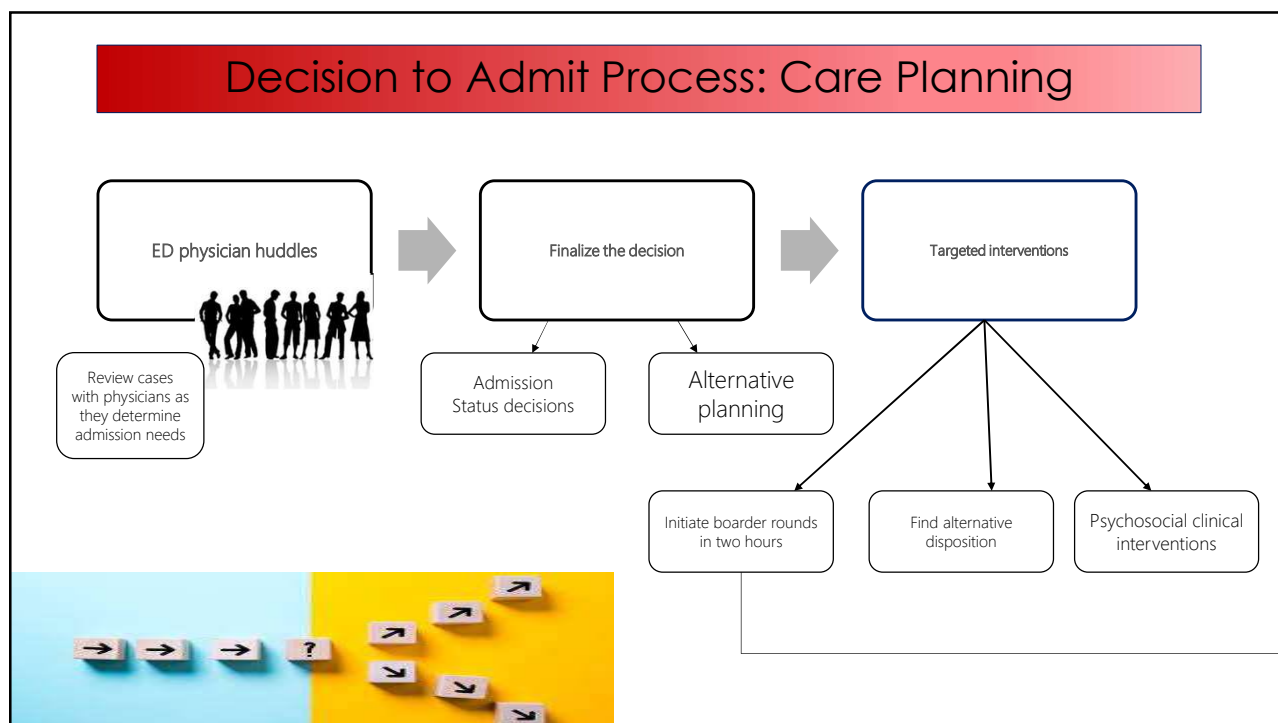 Decision to Admit Process: Care Planning
ED physician huddles
Finalize the decision
Targeted interventions
Review cases
with physicians as
they determine
admission needs
Admission
Status decisions
Alternative
planning
Initiate boarder rounds
in two hours
Find alternative
disposition
Psychosocial clinical
interventions
?